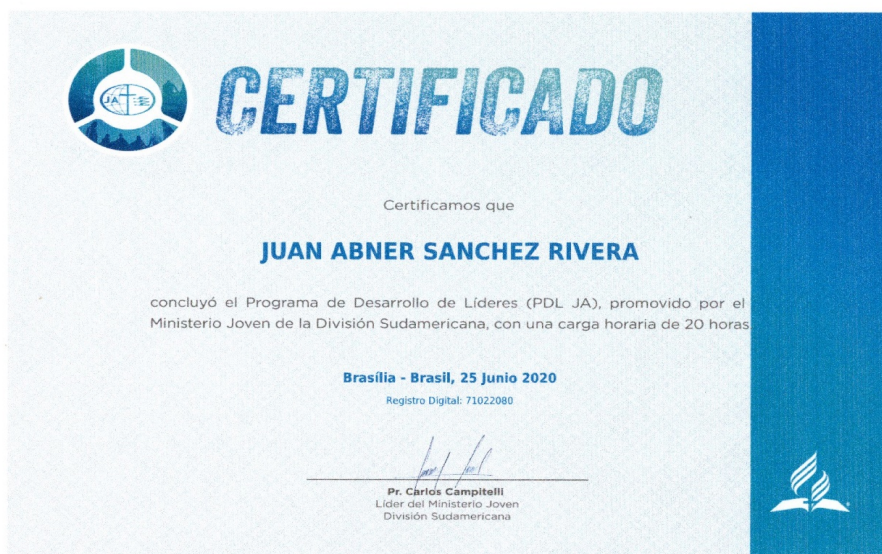 JA
CERTIFICADO
Certificamos que
JUAN ABNER SANCHEZ RIVERA
concluyó el Programa de Desarrollo de Líderes (PDL JA), promovido por el
Ministerio Joven de la División Sudamericana, con una carga horaria de 20 horas
Brasília - Brasil, 25 Junio 2020
Registro Digital: 71022080
Pr. Carlos Campitelli
Líder del Ministerio Joven
División Sudamericana